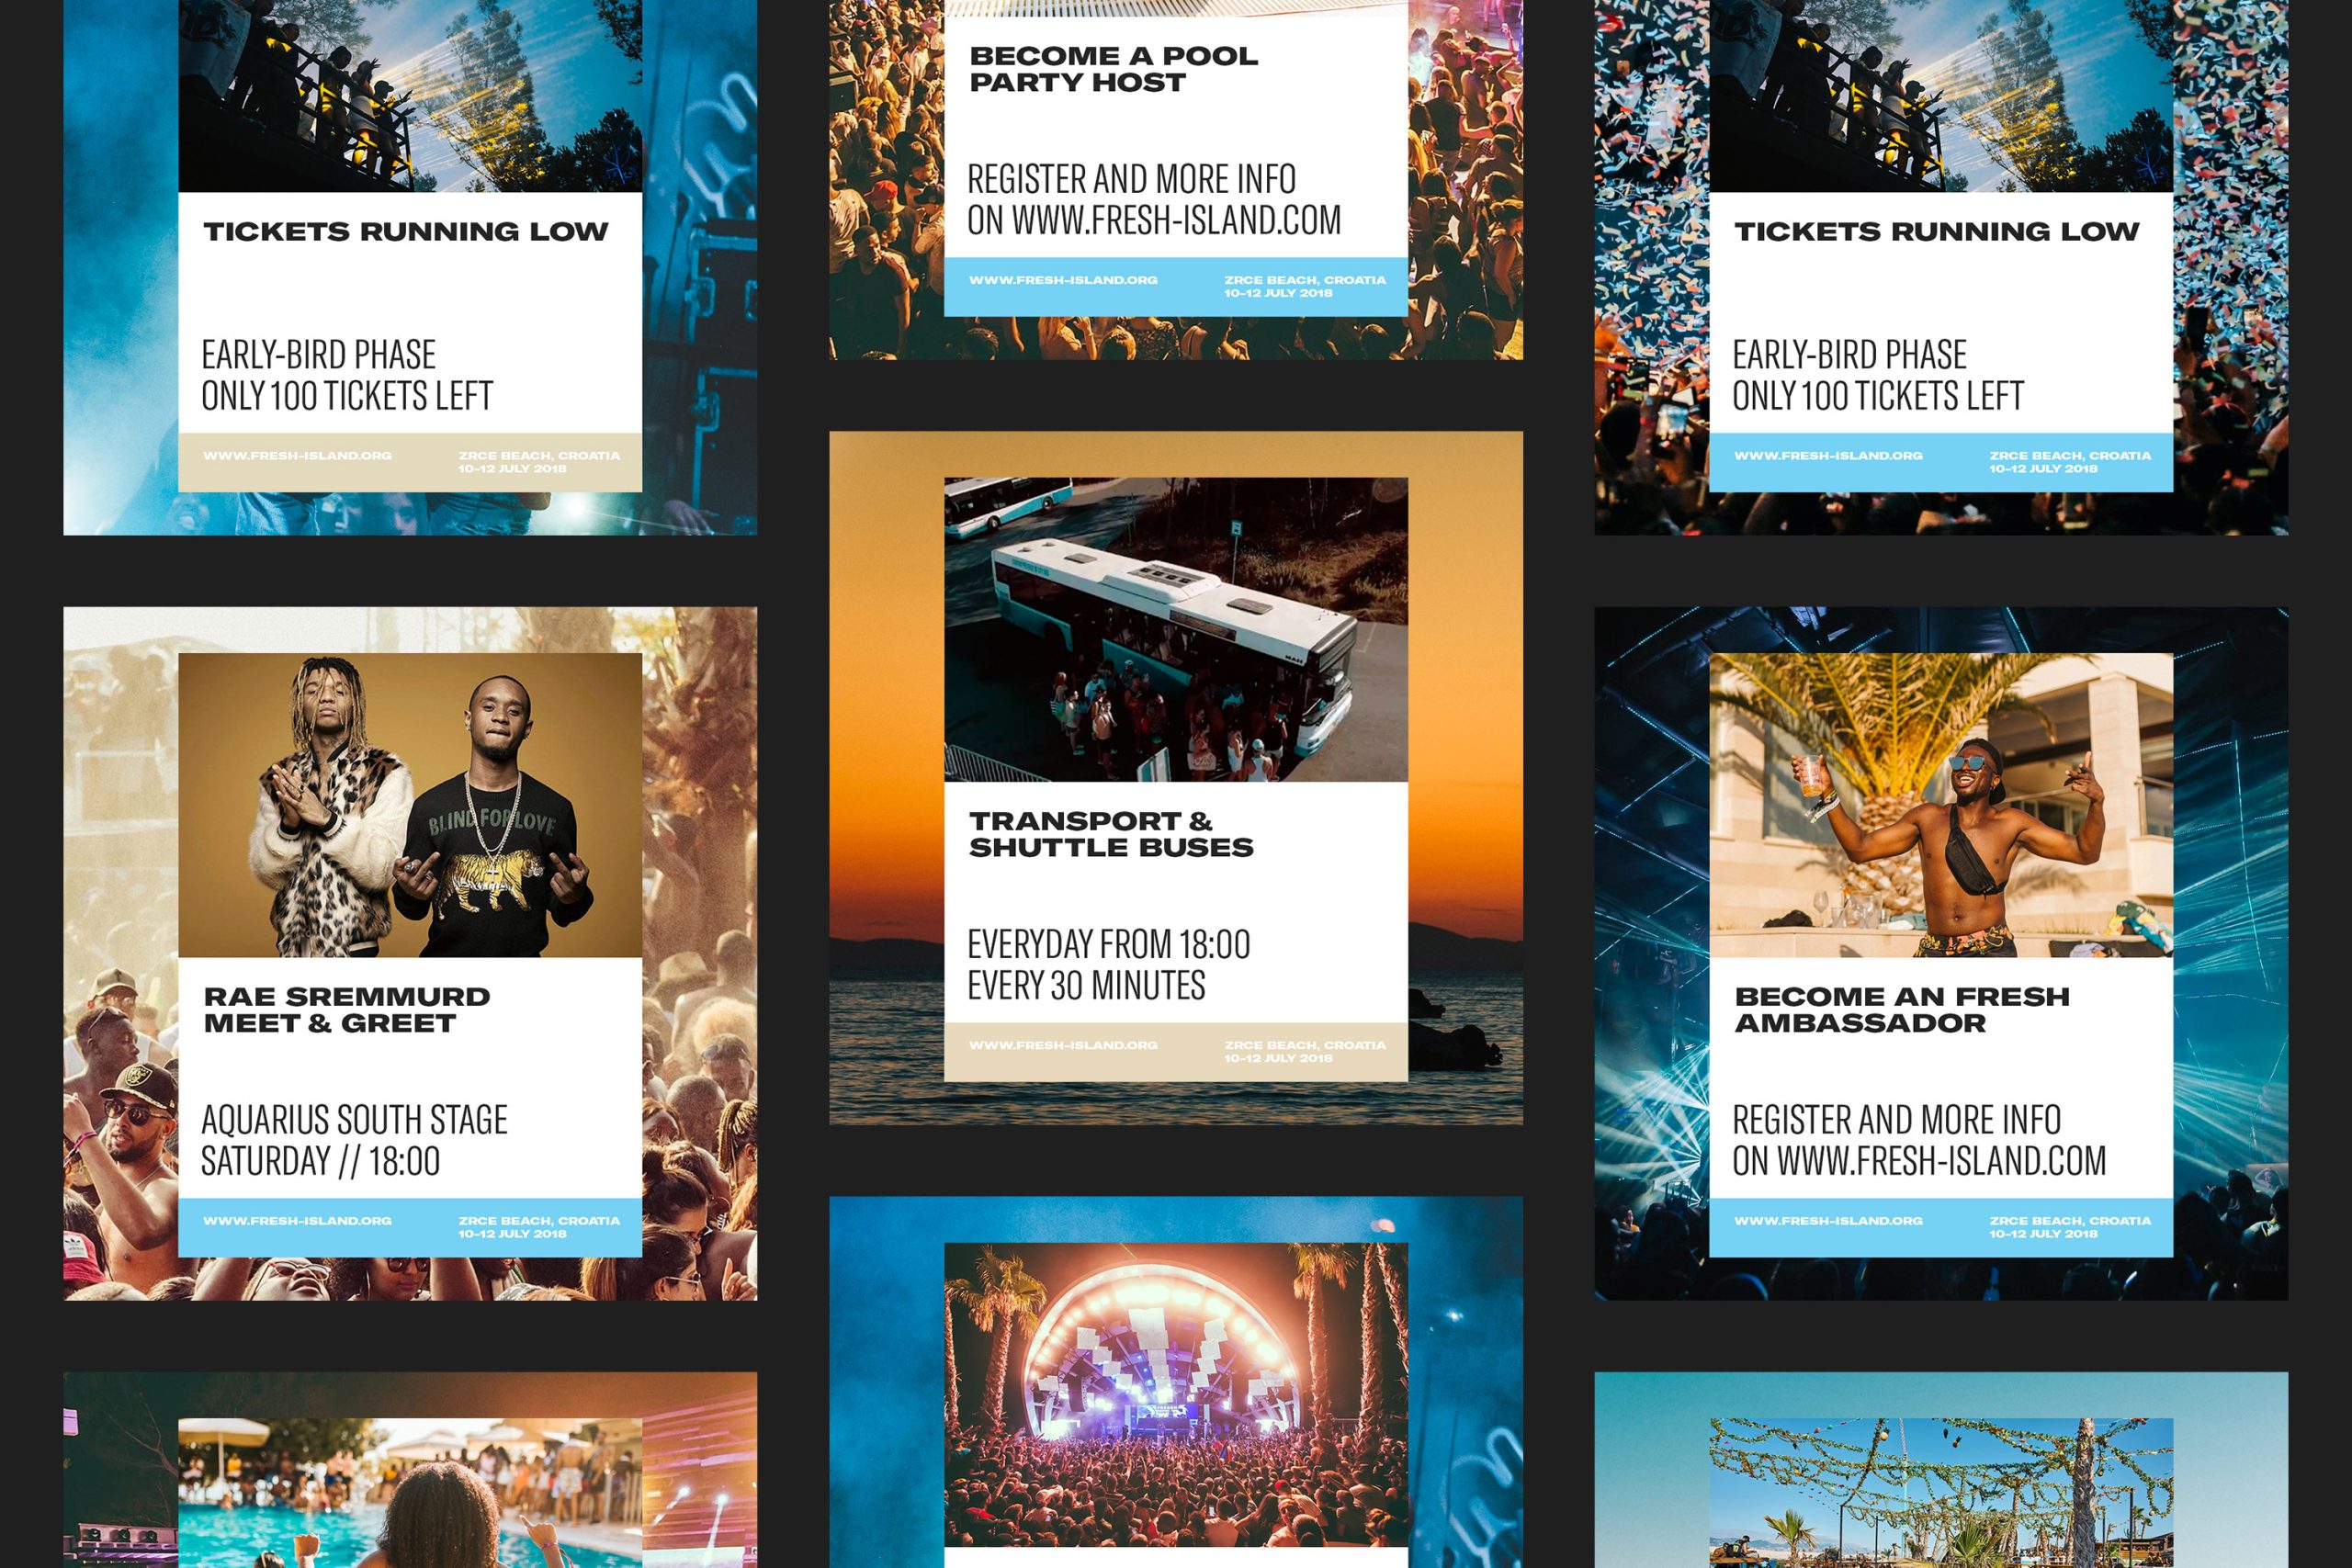 TICKETS RUNNING LOW
EARLY-BIRD PHASE
ONLY 100 TICKETS LEFT
WWW.FRESH-ISLAND.ORG
ZRCE BEACH, CROATIA
10-12 JULY 2018
RAE SREMMURD
MEET & GREET
BLIND FOR LOVE
AQUARIUS SOUTH STAGE
SATURDAY // 18:00
WWW.FRESH-ISLAND.ORG
ZRCE BEACH, CROATIA
10-12 JULY 2018
BECOME A POOL
PARTY HOST
REGISTER AND MORE INFO
ON WWW.FRESH-ISLAND.COM
WWW.FRESH-ISLAND.ORG
ZRCE BEACH, CROATIA
10-12 JULY 2018
TRANSPORT &
SHUTTLE BUSES
EVERYDAY FROM 18:00
EVERY 30 MINUTES
WWW.FRESH-ISLAND.ORG
ZRCE BEACH, CROATIA
10-12 JULY 2018
TICKETS RUNNING LOW
EARLY-BIRD PHASE
ONLY 100 TICKETS LEFT
WWW.FRESH-ISLAND.ORG
ZRCE BEACH, CROATIA
10-12 JULY 2018
BECOME AN FRESH
AMBASSADOR
REGISTER AND MORE INFO
ON WWW.FRESH-ISLAND.COM
WWW.FRESH-ISLAND.ORG
ZRCE BEACH, CROATIA
10-12 JULY 2018